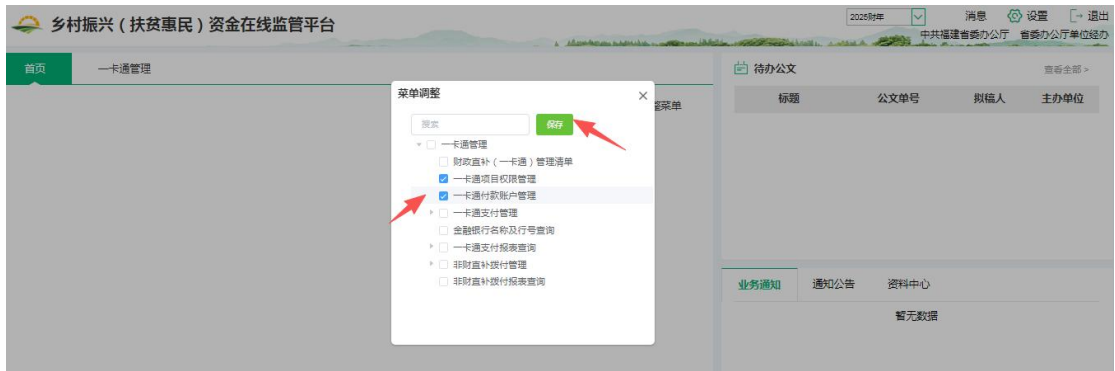 乡村振兴（扶贫惠民）资金在线监管平台
2025财年
消息 设置 退出
中共福建省委办公厅 省委办公厅单位经办
首页 一卡通管理
待办公文 查看全部 >
标题 公文单号 拟稿人 主办单位
整菜单
菜单调整
搜索 保存
一卡通管理
财政直补（一卡通）管理清单
一卡通项目权限管理
一卡通付款账户管理
一卡通支付管理
金融银行名称及行号查询
一卡通支付报表查询
非财直补拨付管理
非财直补拨付报表查询
业务通知 通知公告 资料中心
暂无数据